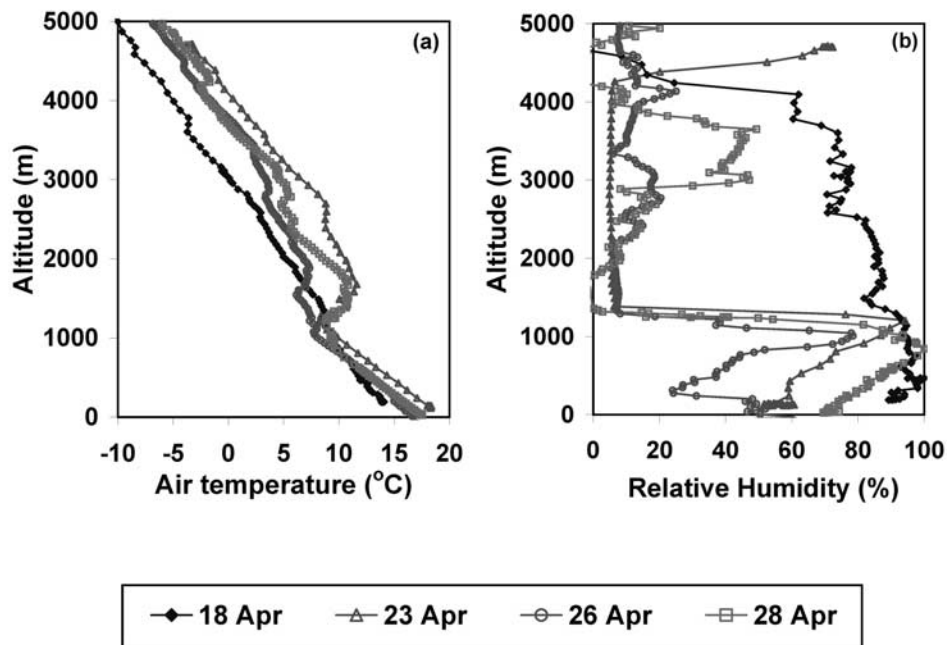 (a)
5000
4000
3000
2000
1000
0
Altitude (m)
-10 -5 0 5 10 15 20
Air temperature (°C)
(b)
5000
4000
3000
2000
1000
0
Altitude (m)
0 20 40 60 80 100
Relative Humidity (%)
18 Apr 23 Apr 26 Apr 28 Apr